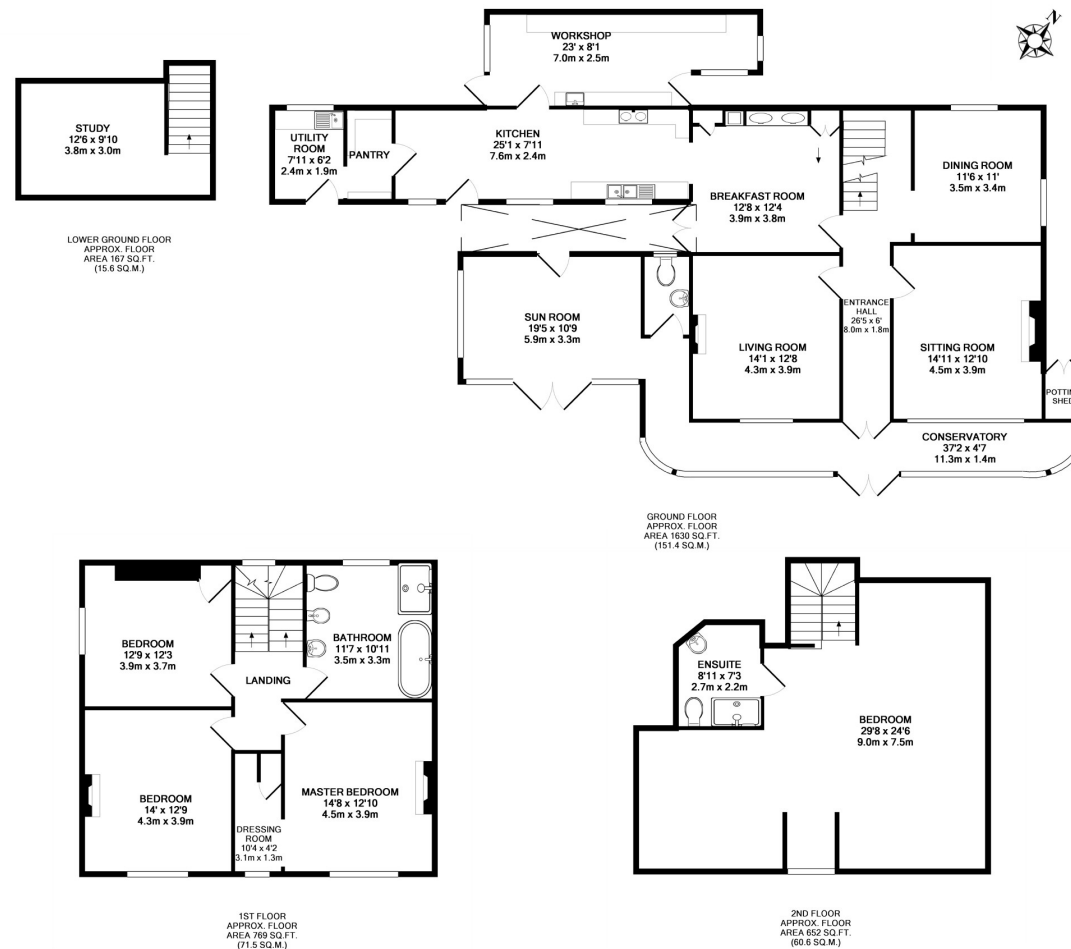 WORKSHOP
23' x 8'1
7.0m x 2.5m
N
STUDY
12'6 x 9'10
3.8m x 3.0m
UTILITY
ROOM
7'11 x 6'2
2.4m x 1.9m
PANTRY
KITCHEN
25'1 x 7'11
7.6m x 2.4m
BREAKFAST ROOM
12'8 x 12'4
3.9m x 3.8m
DINING ROOM
11'6 x 11'
3.5m x 3.4m
LOWER GROUND FLOOR
APPROX. FLOOR
AREA 167 SQ.FT.
(15.6 SQ.M.)
SUN ROOM
19'5 x 10'9
5.9m x 3.3m
LIVING ROOM
14'1 x 12'8
4.3m x 3.9m
ENTRANCE
HALL
26'5 x 6'
8.0m x 1.8m
SITTING ROOM
14'11 x 12'10
4.5m x 3.9m
POTTIN
SHED
CONSERVATORY
37'2 x 4'7
11.3m x 1.4m
GROUND FLOOR
APPROX. FLOOR
AREA 1630 SQ.FT.
(151.4 SQ.M.)
BEDROOM
12'9 x 12'3
3.9m x 3.7m
LANDING
BATHROOM
11'7 x 10'11
3.5m x 3.3m
BEDROOM
14' x 12'9
4.3m x 3.9m
DRESSING
ROOM
10'4 x 4'2
3.1m x 1.3m
MASTER BEDROOM
14'8 x 12'10
4.5m x 3.9m
1ST FLOOR
APPROX. FLOOR
AREA 769 SQ.FT.
(71.5 SQ.M.)
ENSUITE
8'11 x 7'3
2.7m x 2.2m
BEDROOM
29'8 x 24'6
9.0m x 7.5m
2ND FLOOR
APPROX. FLOOR
AREA 652 SQ.FT.
(60.6 SQ.M.)